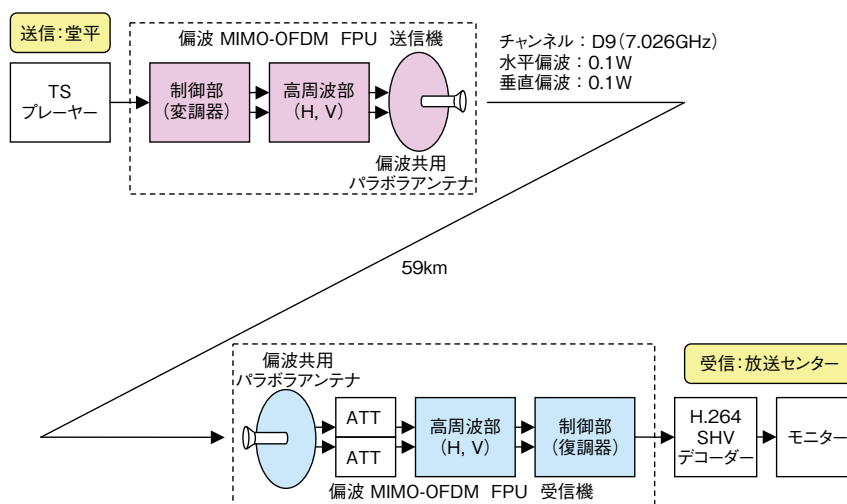 送信：堂平
偏波 MIMO-OFDM FPU 送信機
チャンネル：D9（7.026GHz）
水平偏波：0.1W
垂直偏波：0.1W
TS
プレーヤー
制御部
（変調器）
高周波部
（H, V）
偏波共用
パラボラアンテナ
59km
偏波共用
パラボラアンテナ
受信：放送センター
ATT
ATT
高周波部
（H, V）
制御部
（復調器）
H.264
SHV
デコーダー
モニター
偏波 MIMO-OFDM FPU 受信機